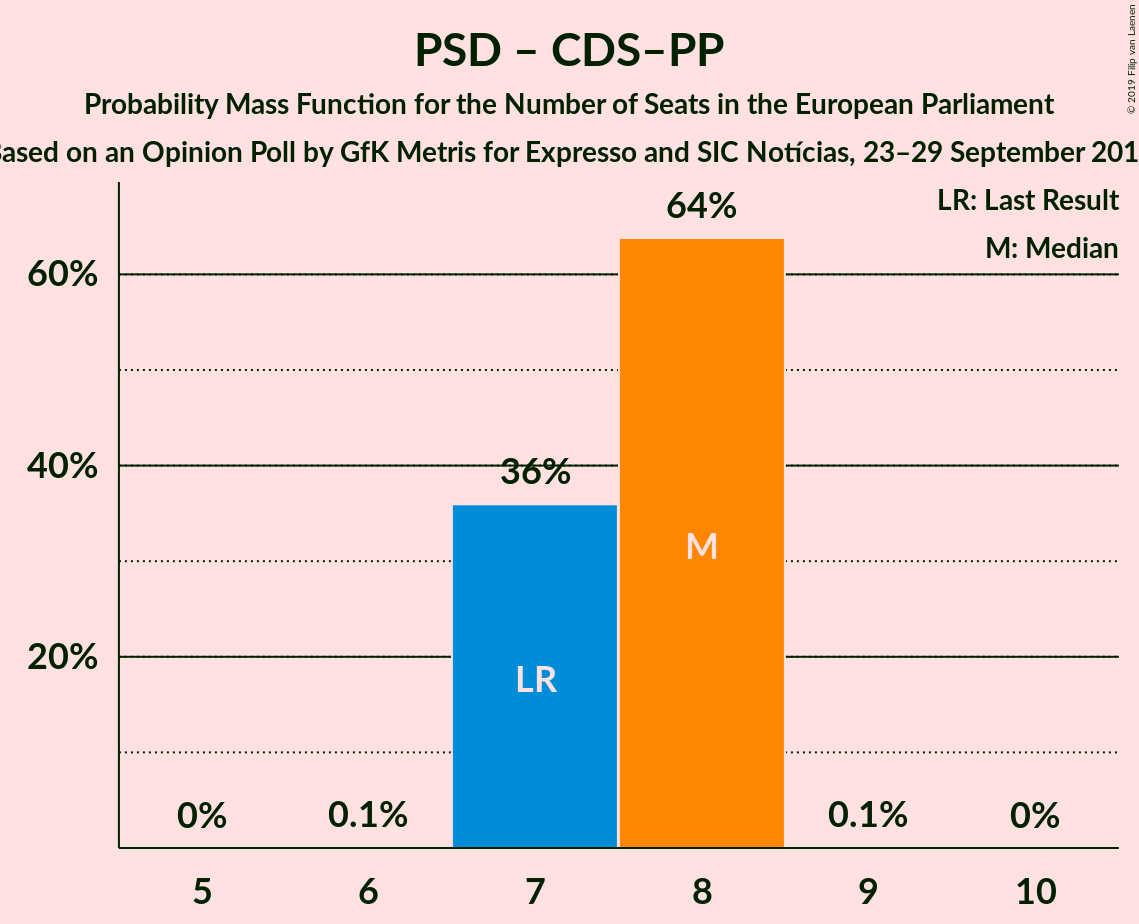 PSD – CDS–PP
Probability Mass Function for the Number of Seats in the European Parliament
Based on an Opinion Poll by GfK Metris for Expresso and SIC Notícias, 23–29 September 201
© 2019 Filip van Laenen
LR: Last Result
M: Median
64%
60%
40%
36%
M
20%
LR
0%
0.1%
0.1%
0%
5
6
7
8
9
10